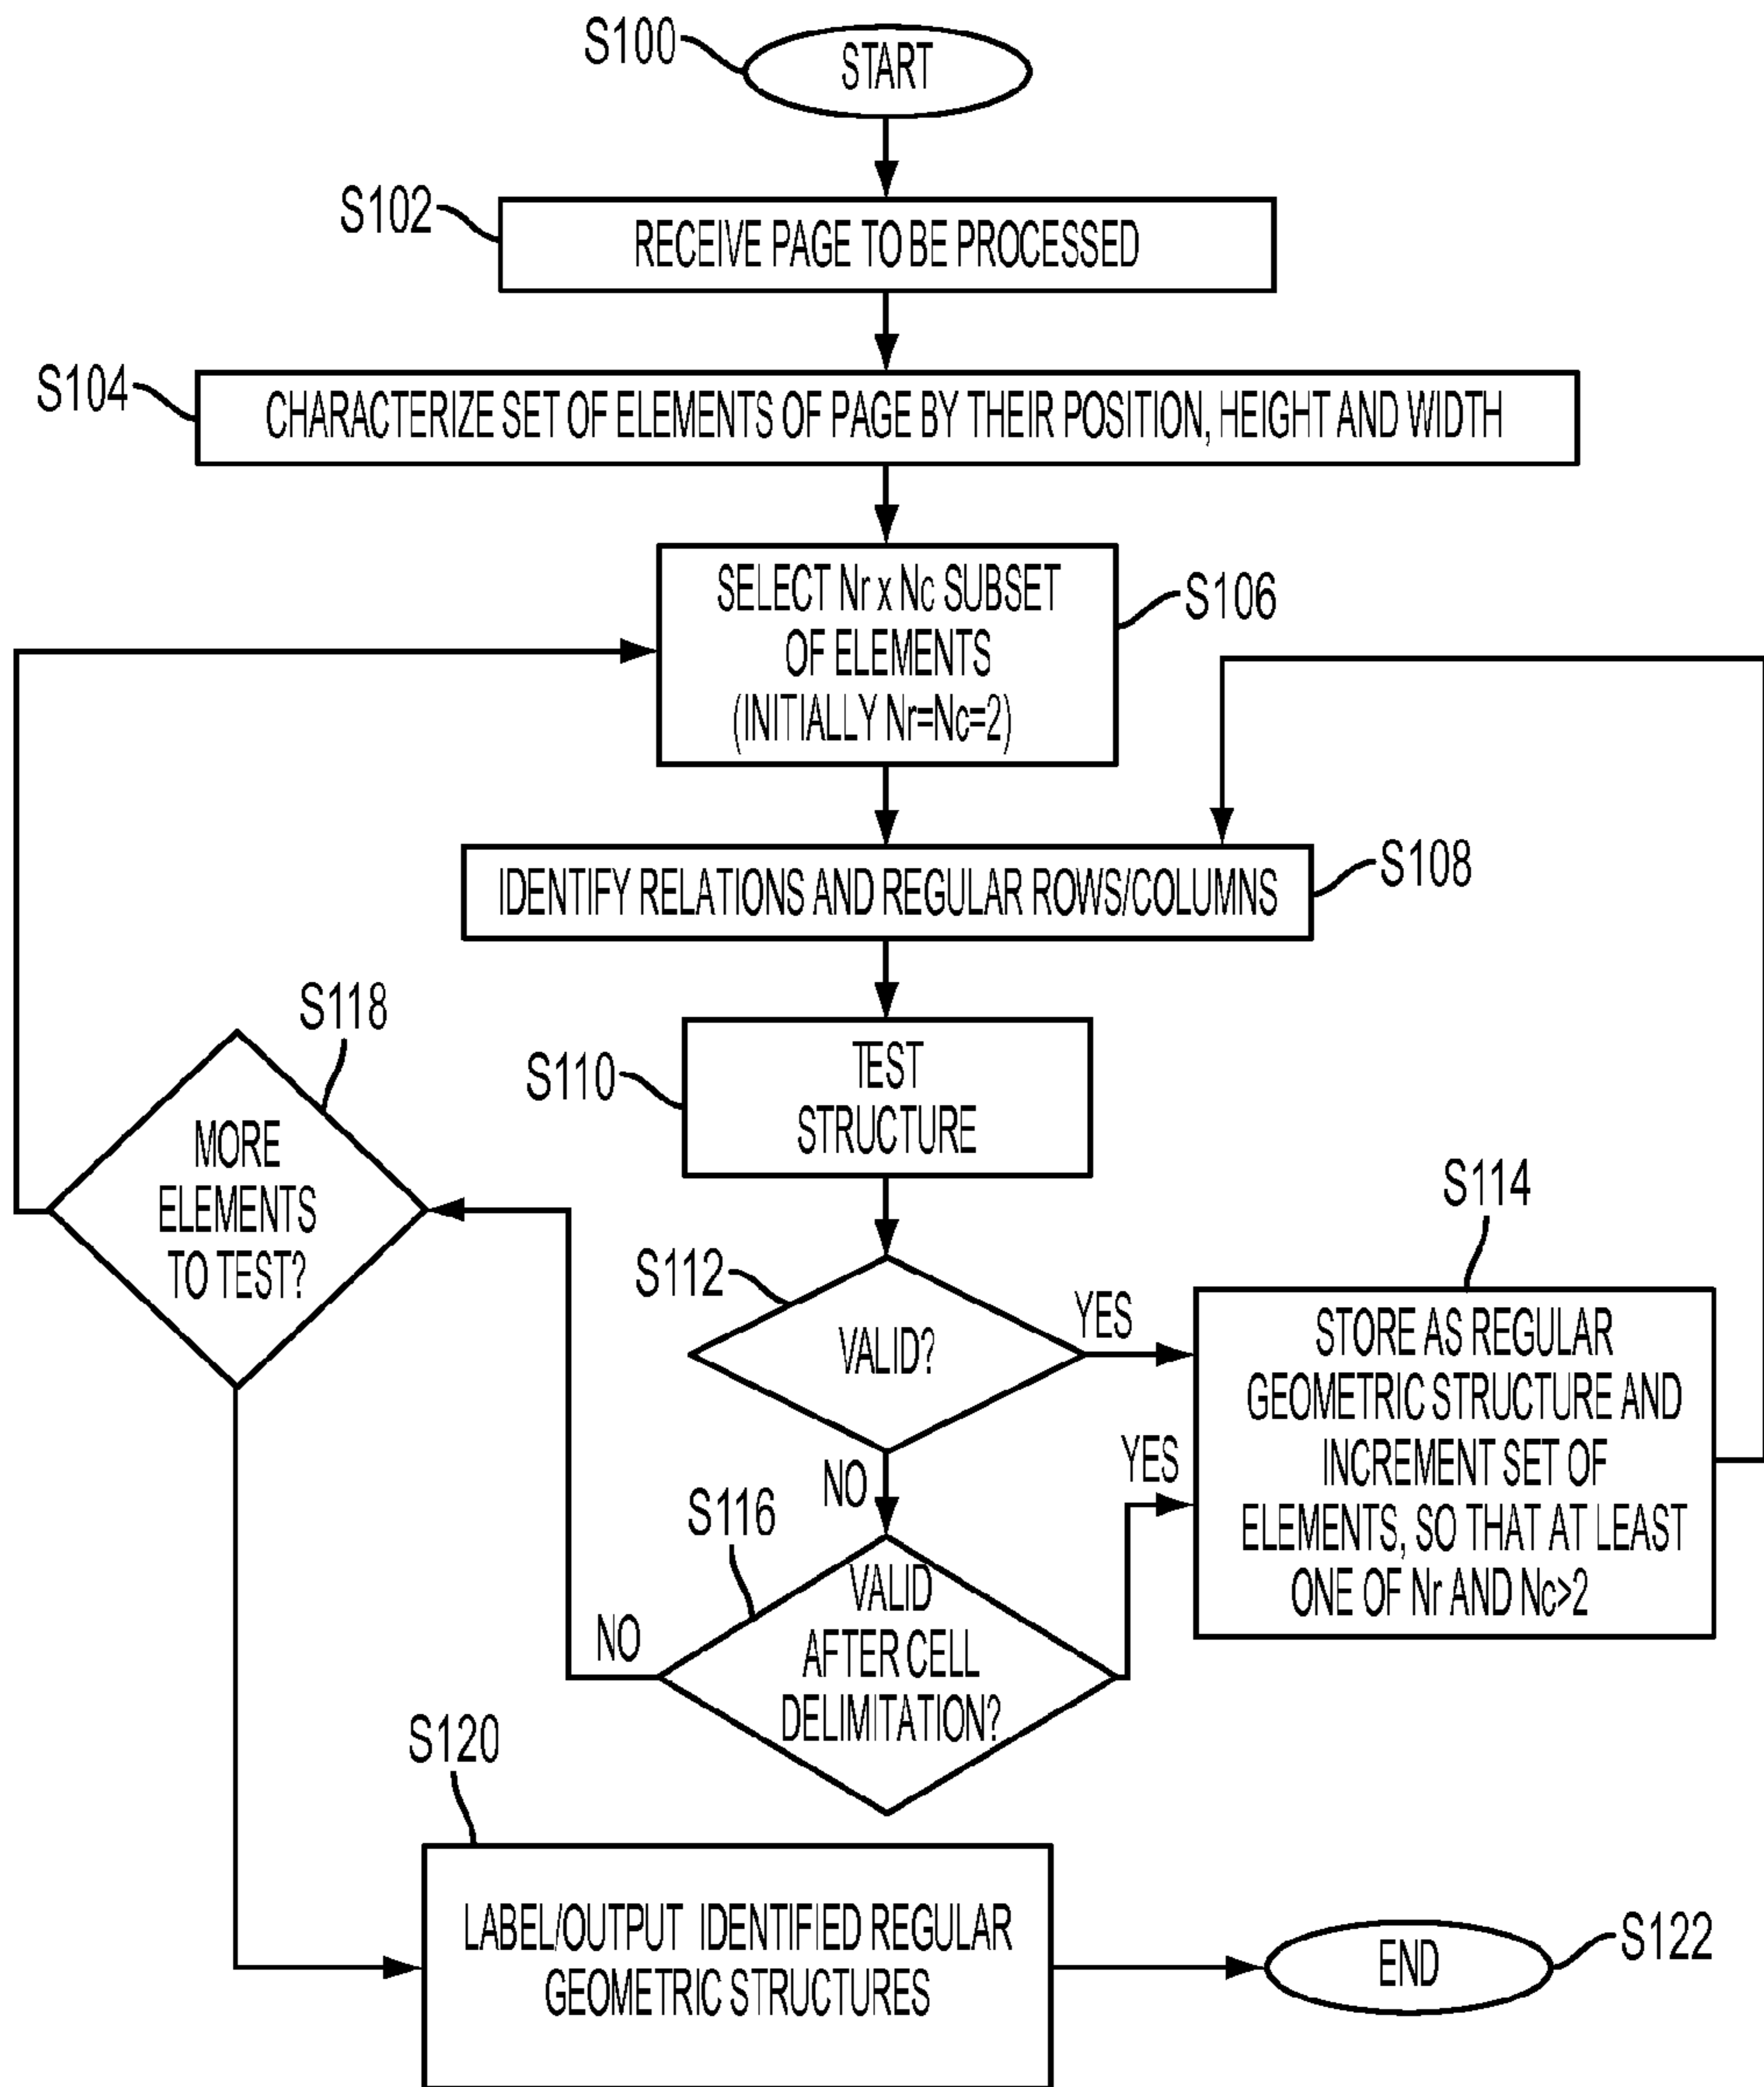 S100
START
S102
RECEIVE PAGE TO BE PROCESSED
S104
CHARACTERIZE SET OF ELEMENTS OF PAGE BY THEIR POSITION, HEIGHT AND WIDTH
SELECT Nr x Nc SUBSET
OF ELEMENTS
(INITIALLY Nr=Nc=2)
S106
IDENTIFY RELATIONS AND REGULAR ROWS/COLUMNS
S108
S110
TEST
STRUCTURE
S118
MORE
ELEMENTS
TO TEST?
S112
VALID?
YES
NO
S114
STORE AS REGULAR
GEOMETRIC STRUCTURE AND
INCREMENT SET OF
ELEMENTS, SO THAT AT LEAST
ONE OF Nr AND Nc>2
S116
VALID
AFTER CELL
DELIMITATION?
YES
NO
S120
LABEL/OUTPUT IDENTIFIED REGULAR
GEOMETRIC STRUCTURES
END
S122